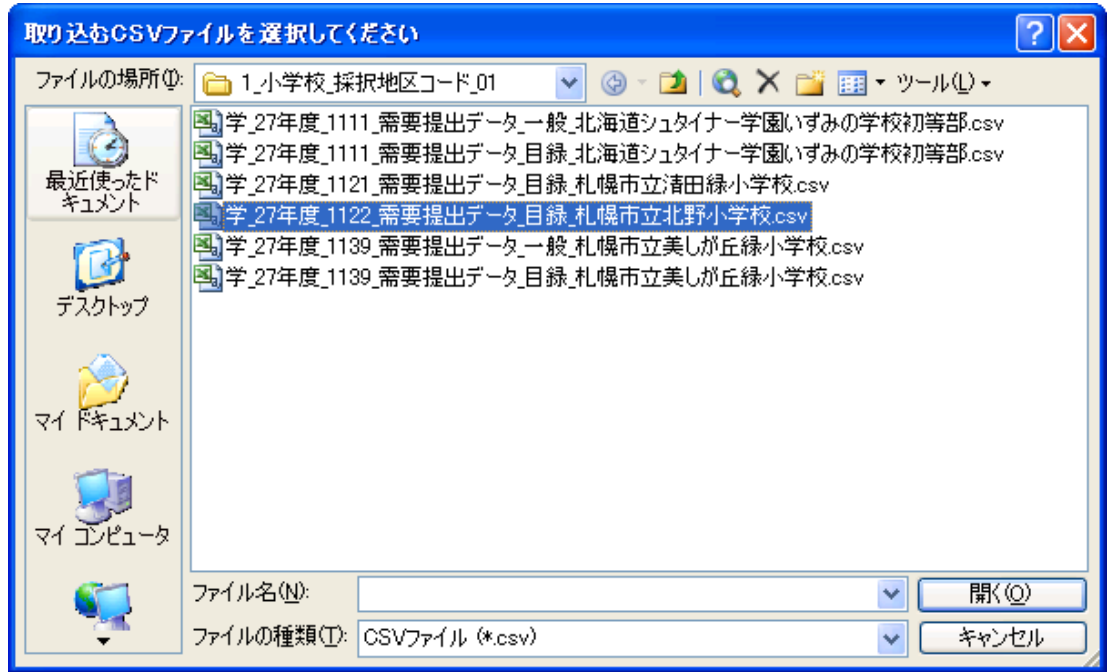 取り込むCSVファイルを選択してください
ファイルの場所(I): 1_小学校_採択地区コード_01 ツール(L)
学_27年度_1111_需要提出データ_一般_北海道シュタイナー学園いずみの学校初等部.csv
学_27年度_1111_需要提出データ_目録_北海道シュタイナー学園いずみの学校初等部.csv
学_27年度_1121_需要提出データ_目録_札幌市立清田緑小学校.csv
学_27年度_1122_需要提出データ_目録_札幌市立北野小学校.csv
学_27年度_1139_需要提出データ_一般_札幌市立美しが丘緑小学校.csv
学_27年度_1139_需要提出データ_目録_札幌市立美しが丘緑小学校.csv
最近使ったド
キュメント
デスクトップ
マイ ドキュメント
マイ コンピュータ
ファイル名(N): 開く(O)
ファイルの種類(T): CSVファイル (*.csv) キャンセル